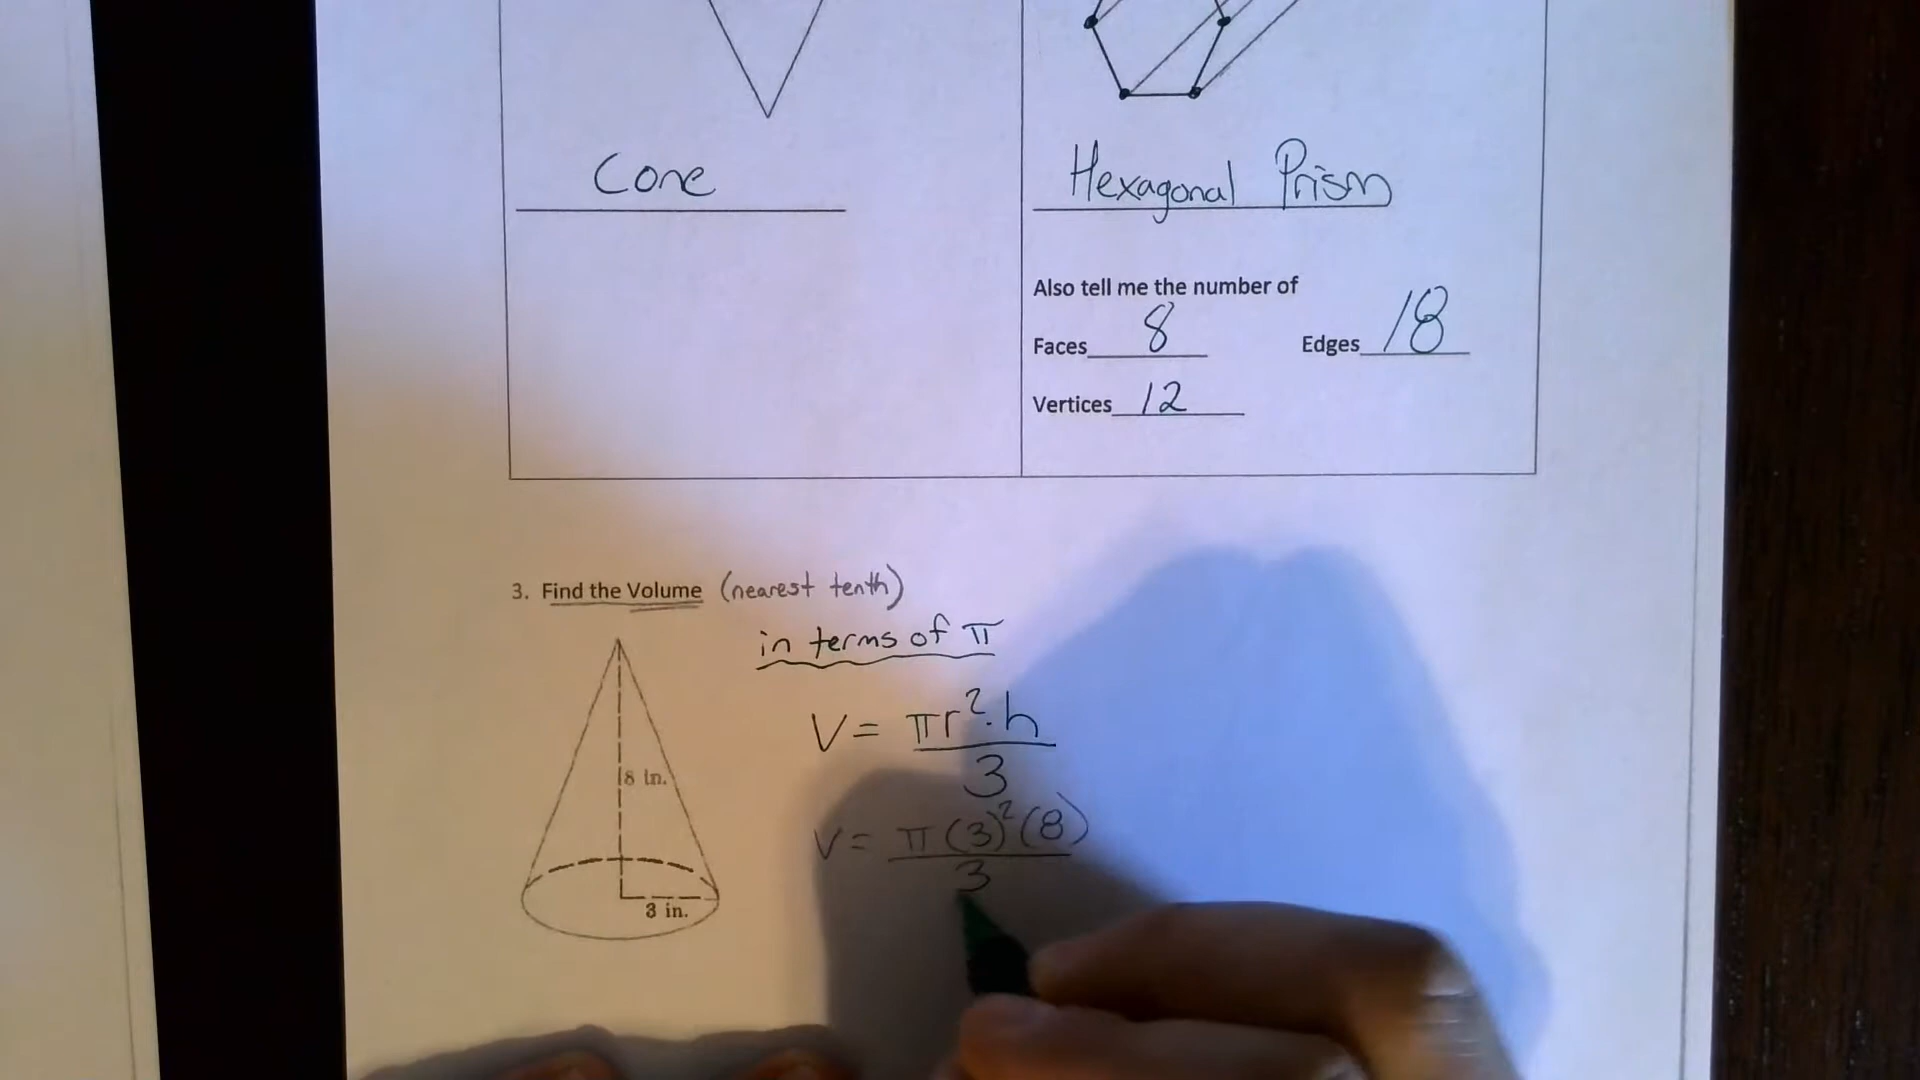 Cone
Hexagonal Prism
Also tell me the number of
Faces 8 Edges 18
Vertices 12
3. Find the Volume (nearest tenth)
in terms of π
V = πr²·h
3
V = π(3)²(8)
3
8 in.
3 in.